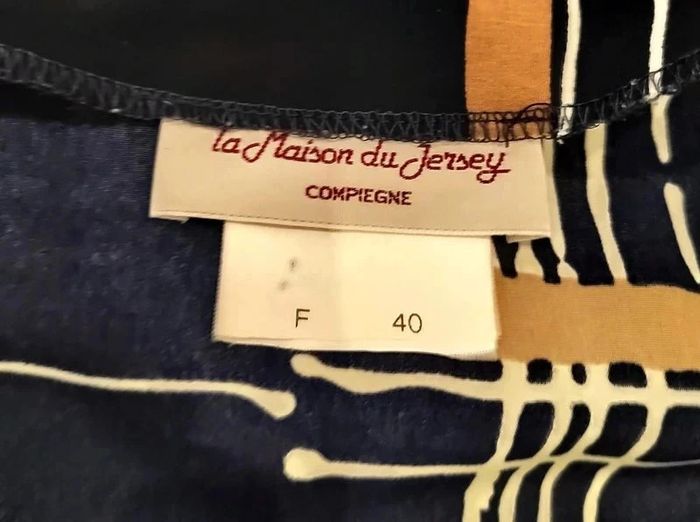 la Maison du Jersey
COMPIEGNE
F 40